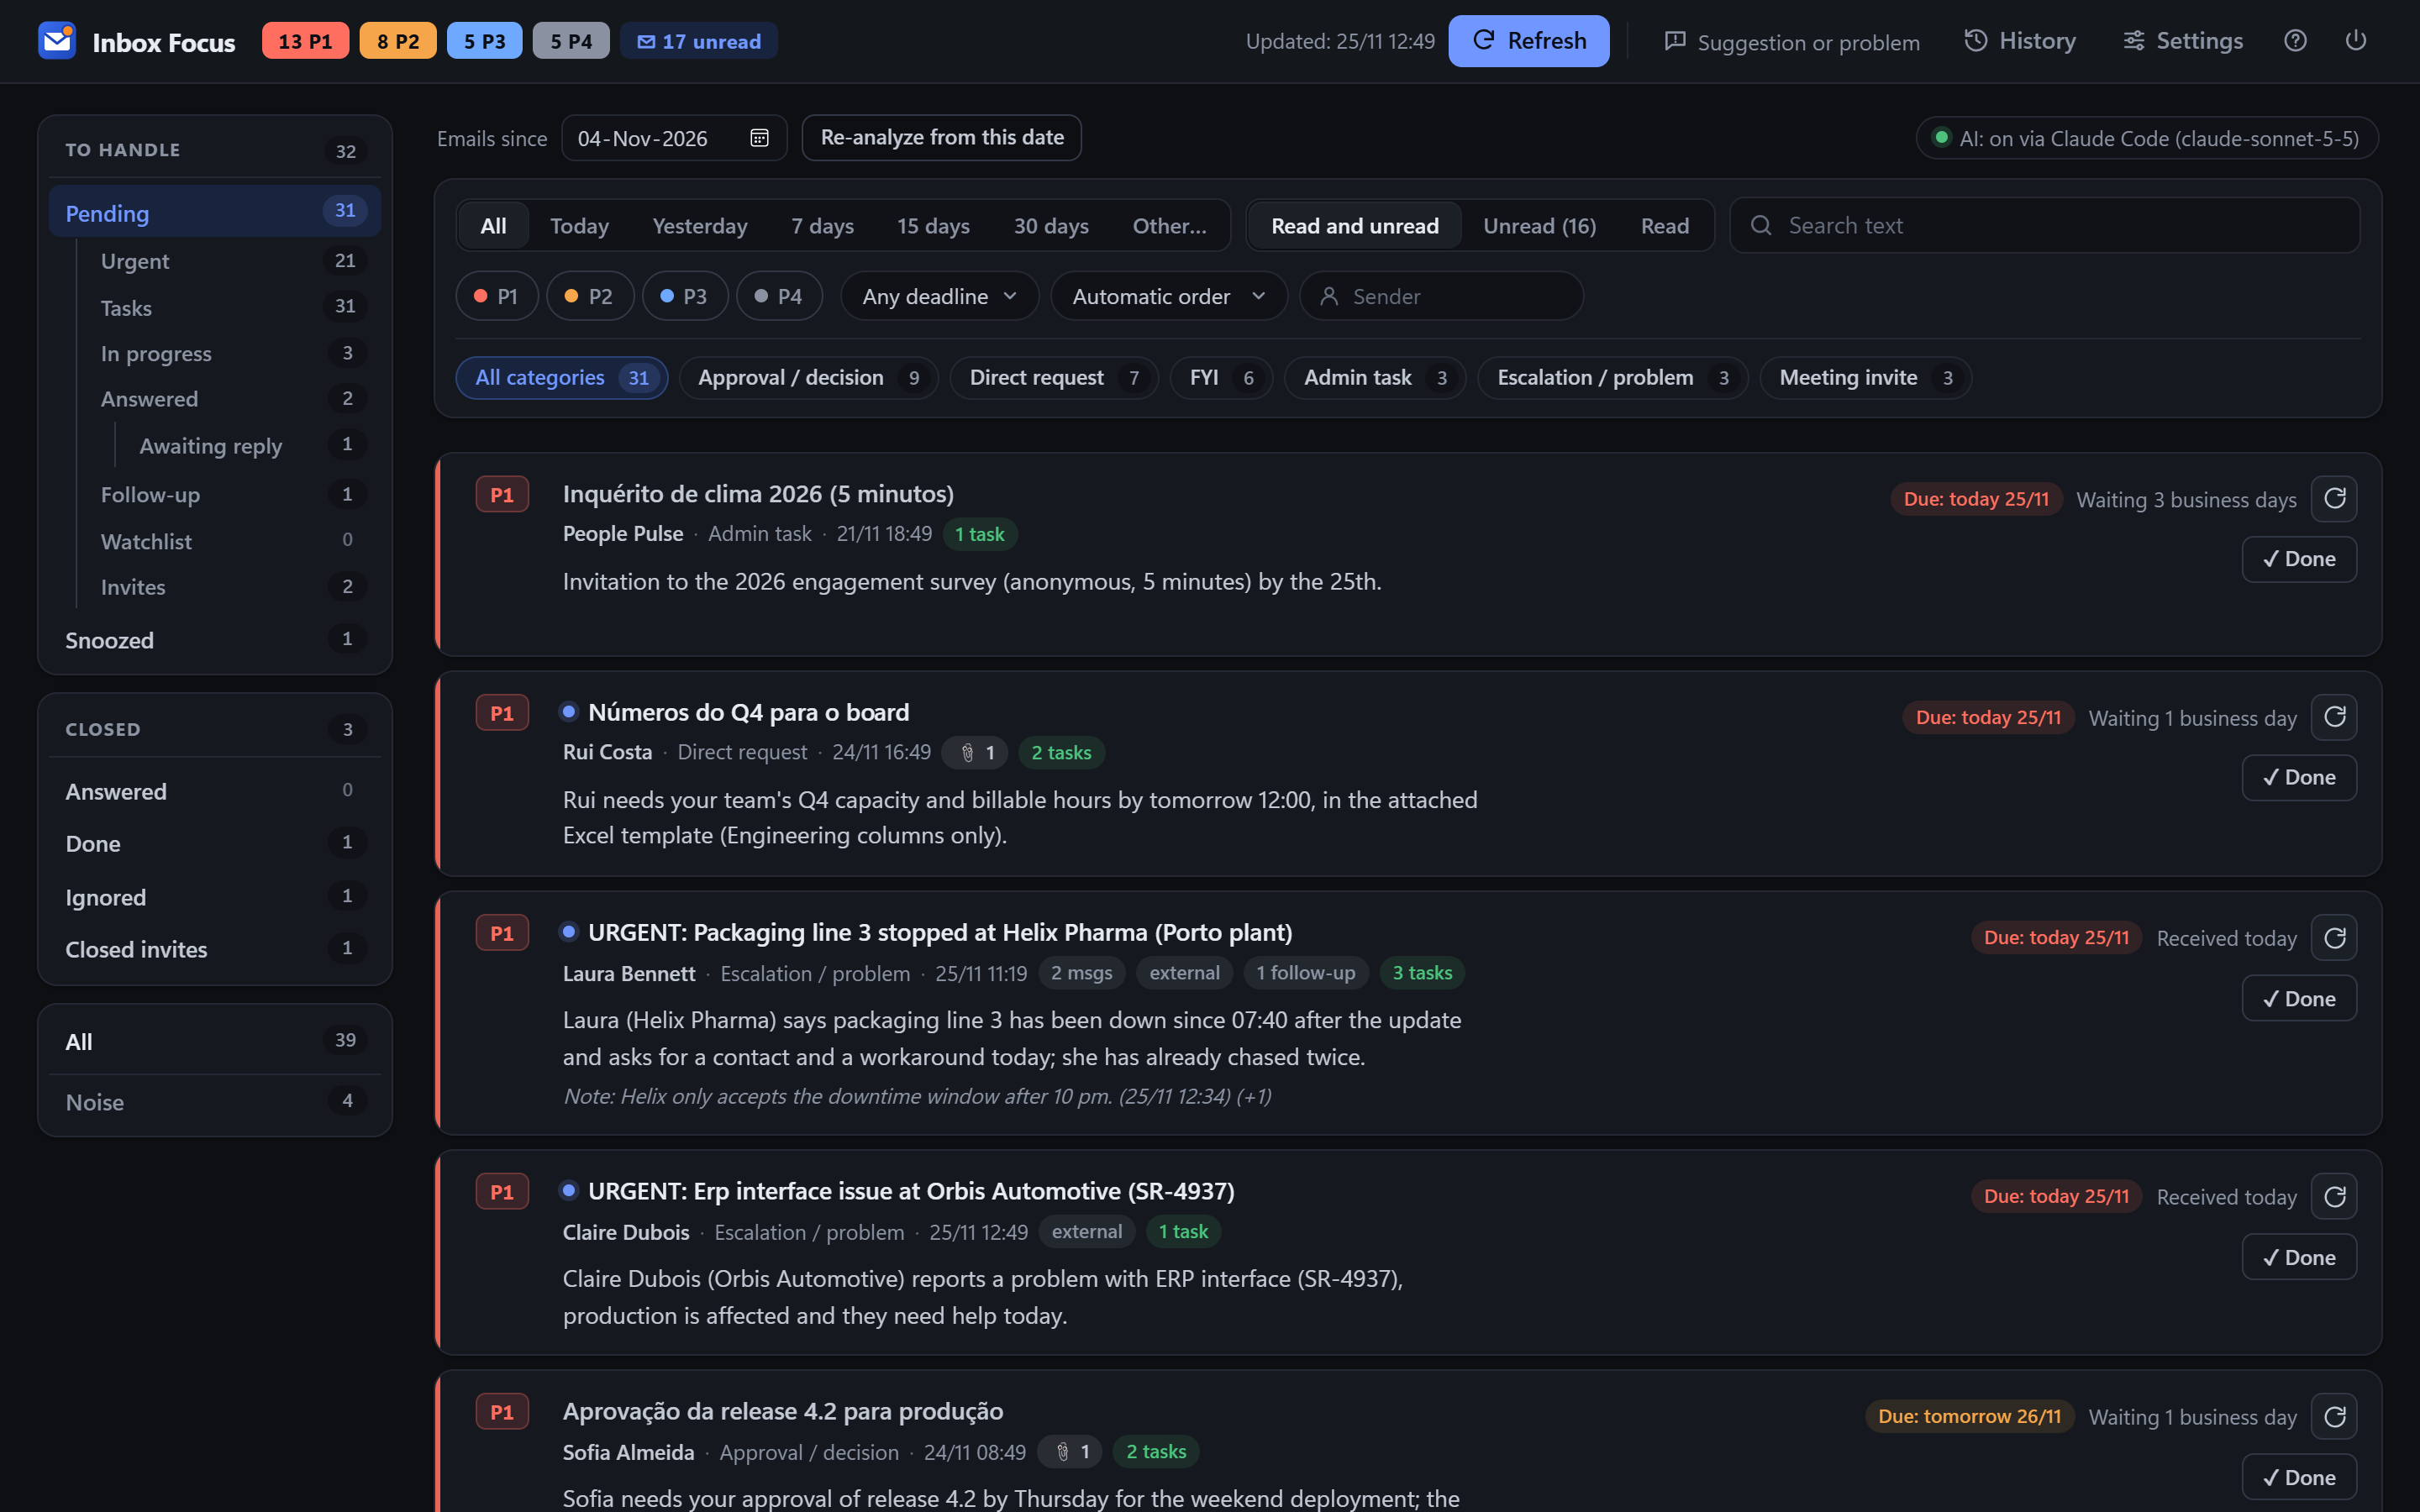 Inbox Focus 13 P1 8 P2 5 P3 5 P4 17 unread Updated: 25/11 12:49 Refresh Suggestion or problem History Settings
TO HANDLE 32
Pending 31
Urgent 21
Tasks 31
In progress 3
Answered 2
Awaiting reply 1
Follow-up 1
Watchlist 0
Invites 2
Snoozed 1
CLOSED 3
Answered 0
Done 1
Ignored 1
Closed invites 1
All 39
Noise 4
Emails since 04-Nov-2026 Re-analyze from this date AI: on via Claude Code (claude-sonnet-5-5)
All Today Yesterday 7 days 15 days 30 days Other... Read and unread Unread (16) Read Search text
P1 P2 P3 P4 Any deadline Automatic order Sender
All categories 31 Approval / decision 9 Direct request 7 FYI 6 Admin task 3 Escalation / problem 3 Meeting invite 3
P1 Inquérito de clima 2026 (5 minutos) Due: today 25/11 Waiting 3 business days
People Pulse · Admin task · 21/11 18:49 1 task
✓ Done
Invitation to the 2026 engagement survey (anonymous, 5 minutes) by the 25th.
P1 Números do Q4 para o board Due: today 25/11 Waiting 1 business day
Rui Costa · Direct request · 24/11 16:49 1 2 tasks
✓ Done
Rui needs your team's Q4 capacity and billable hours by tomorrow 12:00, in the attached
Excel template (Engineering columns only).
P1 URGENT: Packaging line 3 stopped at Helix Pharma (Porto plant) Due: today 25/11 Received today
Laura Bennett · Escalation / problem · 25/11 11:19 2 msgs external 1 follow-up 3 tasks
✓ Done
Laura (Helix Pharma) says packaging line 3 has been down since 07:40 after the update
and asks for a contact and a workaround today; she has already chased twice.
Note: Helix only accepts the downtime window after 10 pm. (25/11 12:34) (+1)
P1 URGENT: Erp interface issue at Orbis Automotive (SR-4937) Due: today 25/11 Received today
Claire Dubois · Escalation / problem · 25/11 12:49 external 1 task
✓ Done
Claire Dubois (Orbis Automotive) reports a problem with ERP interface (SR-4937),
production is affected and they need help today.
P1 Aprovação da release 4.2 para produção Due: tomorrow 26/11 Waiting 1 business day
Sofia Almeida · Approval / decision · 24/11 08:49 1 2 tasks
✓ Done
Sofia needs your approval of release 4.2 by Thursday for the weekend deployment; the